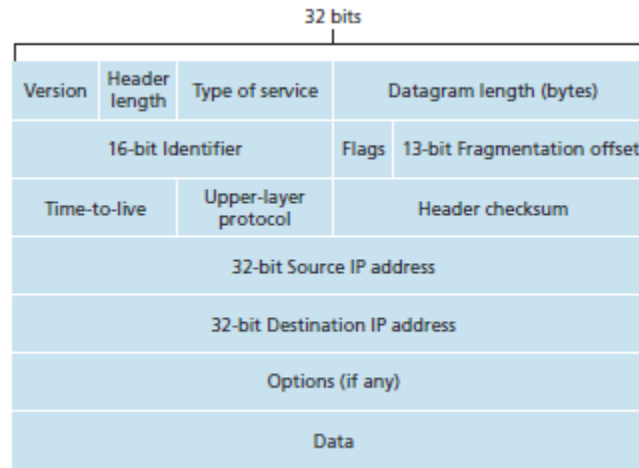 32 bits
Version
Header
length
Type of service
Datagram length (bytes)
16-bit Identifier
Flags
13-bit Fragmentation offset
Time-to-live
Upper-layer
protocol
Header checksum
32-bit Source IP address
32-bit Destination IP address
Options (if any)
Data